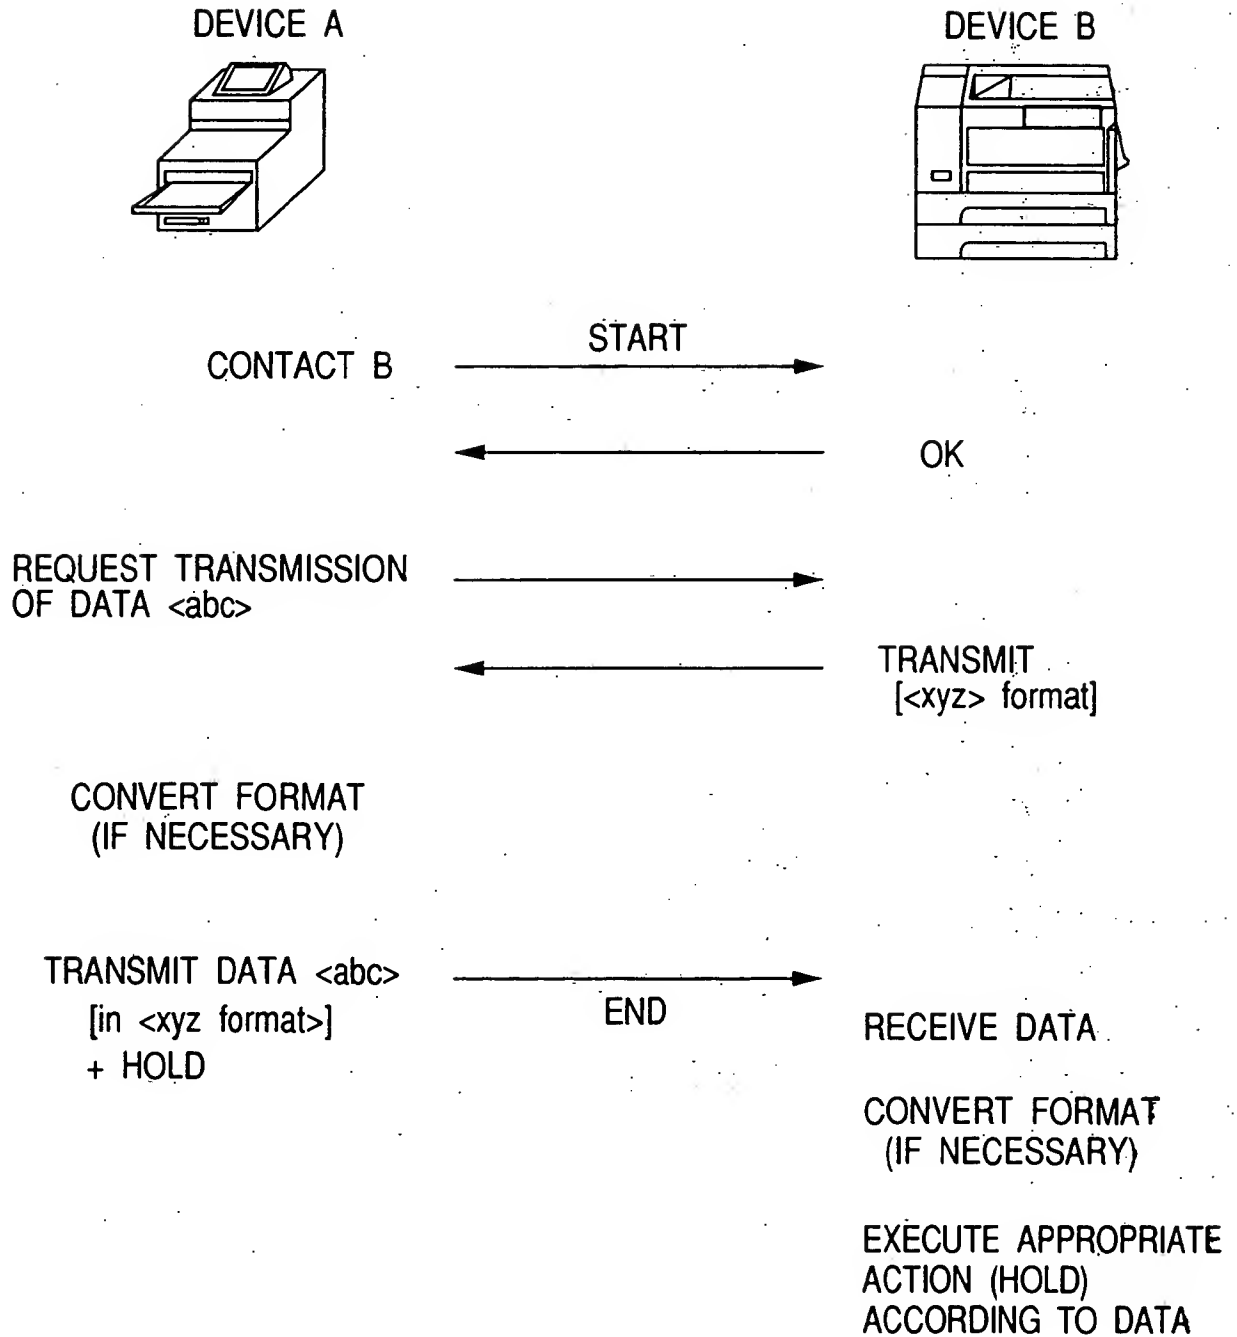 DEVICE A
DEVICE B
START
CONTACT B
OK
REQUEST TRANSMISSION
OF DATA <abc>
TRANSMIT
[<xyz> format]
CONVERT FORMAT
(IF NECESSARY)
TRANSMIT DATA <abc>
[in <xyz format>]
+ HOLD
END
RECEIVE DATA
CONVERT FORMAT
(IF NECESSARY)
EXECUTE APPROPRIATE
ACTION (HOLD)
ACCORDING TO DATA